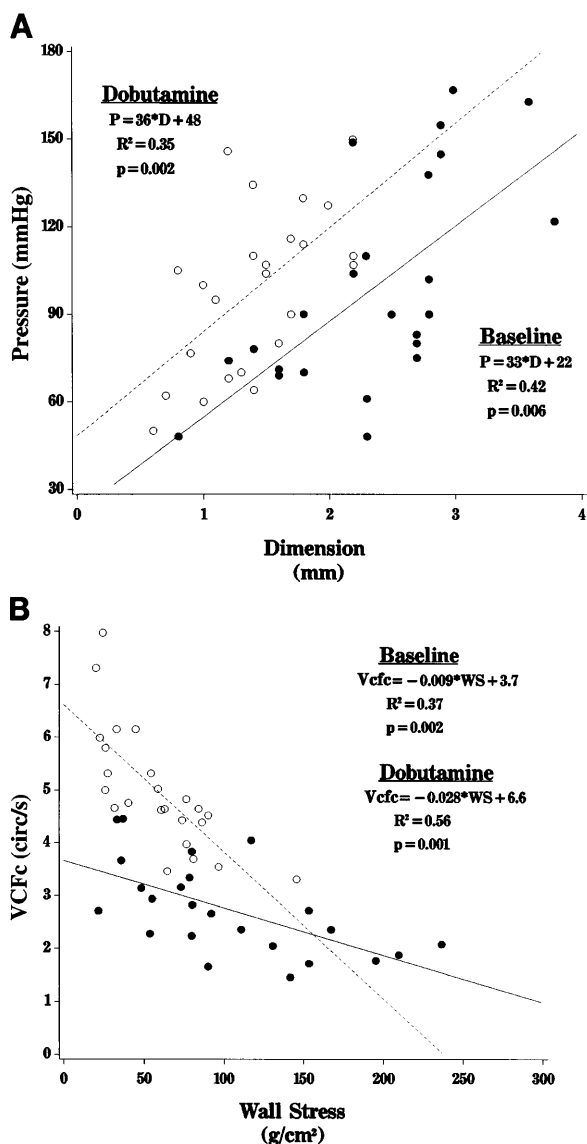 A
180
150
120
90
60
30
Pressure (mmHg)
Dobutamine
P = 36*D + 48
R² = 0.35
p = 0.002
Baseline
P = 33*D + 22
R² = 0.42
p = 0.006
0 1 2 3 4
Dimension
(mm)
B
8
7
6
5
4
3
2
1
0
VCFc (circ/s)
Baseline
Vcfc = −0.009*WS + 3.7
R² = 0.37
p = 0.002
Dobutamine
Vcfc = −0.028*WS + 6.6
R² = 0.56
p = 0.001
0 50 100 150 200 250 300
Wall Stress
(g/cm²)